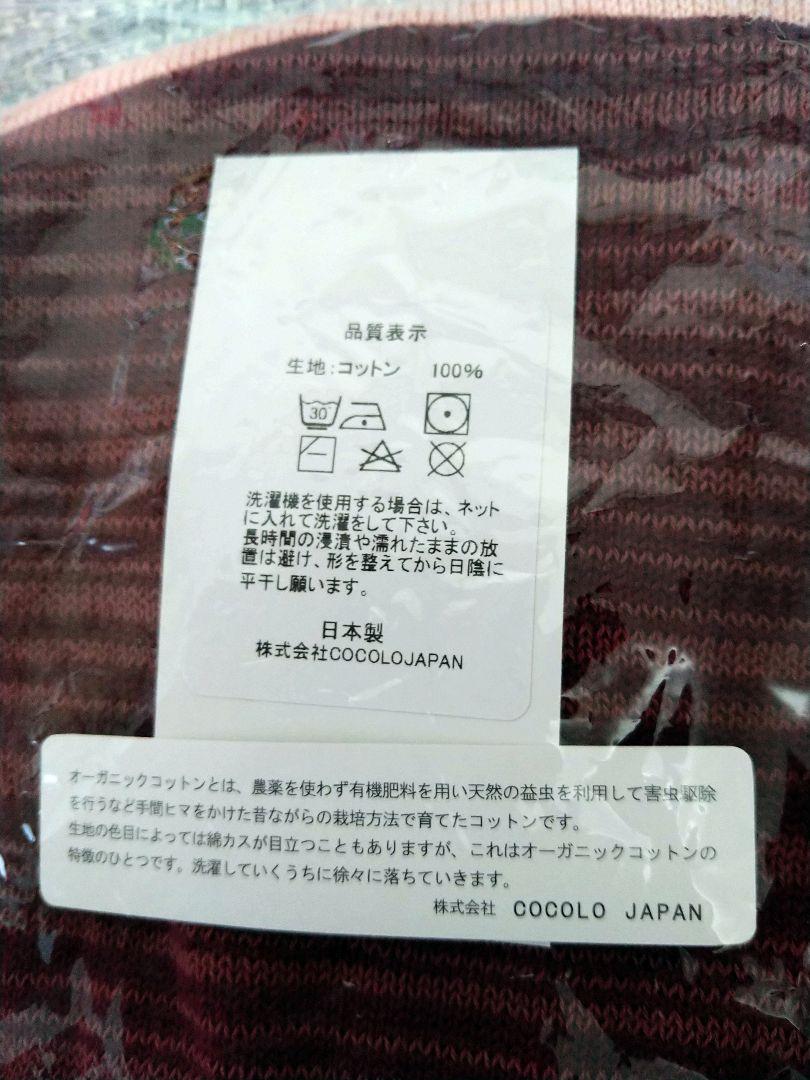 品質表示
生地:コットン 100%
30
洗濯機を使用する場合は、ネット
に入れて洗濯をして下さい。
長時間の浸漬や濡れたままの放
置は避け、形を整えてから日陰に
平干し願います。
日本製
株式会社COCOLOJAPAN
オーガニックコットンとは、農薬を使わず有機肥料を用い天然の益虫を利用して害虫駆除
を行うなど手間ヒマをかけた昔ながらの栽培方法で育てたコットンです。
生地の色目によっては綿カスが目立つこともありますが、これはオーガニックコットンの
特徴のひとつです。洗濯していくうちに徐々に落ちていきます。
株式会社 COCOLO JAPAN